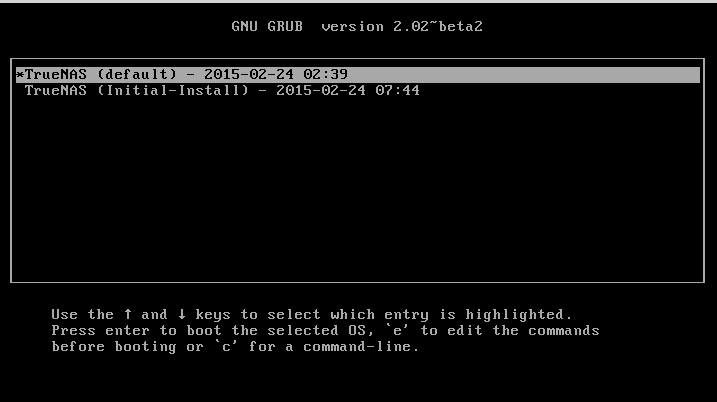 GNU GRUB  version 2.02~beta2
*TrueNAS (default) - 2015-02-24 02:39
TrueNAS (Initial-Install) - 2015-02-24 07:44
Use the ↑ and ↓ keys to select which entry is highlighted.
Press enter to boot the selected OS, `e' to edit the commands
before booting or `c' for a command-line.